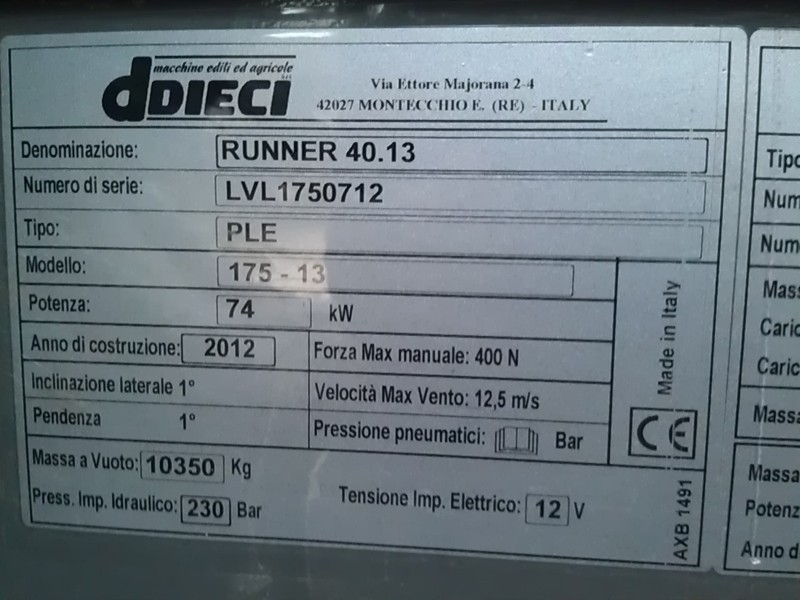 macchine edili ed agricole
dDIECI
Via Ettore Majorana 2-4
42027 MONTECCHIO E. (RE) - ITALY
Denominazione: RUNNER 40.13
Numero di serie: LVL1750712
Tipo: PLE
Modello: 175 - 13
Potenza: 74 kW
Anno di costruzione: 2012
Forza Max manuale: 400 N
Inclinazione laterale 1°
Velocità Max Vento: 12,5 m/s
Pendenza 1°
Pressione pneumatici: Bar
Massa a Vuoto: 10350 Kg
Press. Imp. Idraulico: 230 Bar
Tensione Imp. Elettrico: 12 V
Made in Italy
CE
AXB 1491
Tipo
Num
Num
Mass
Caric
Caric
Massa
Massa
Potenz
Anno d